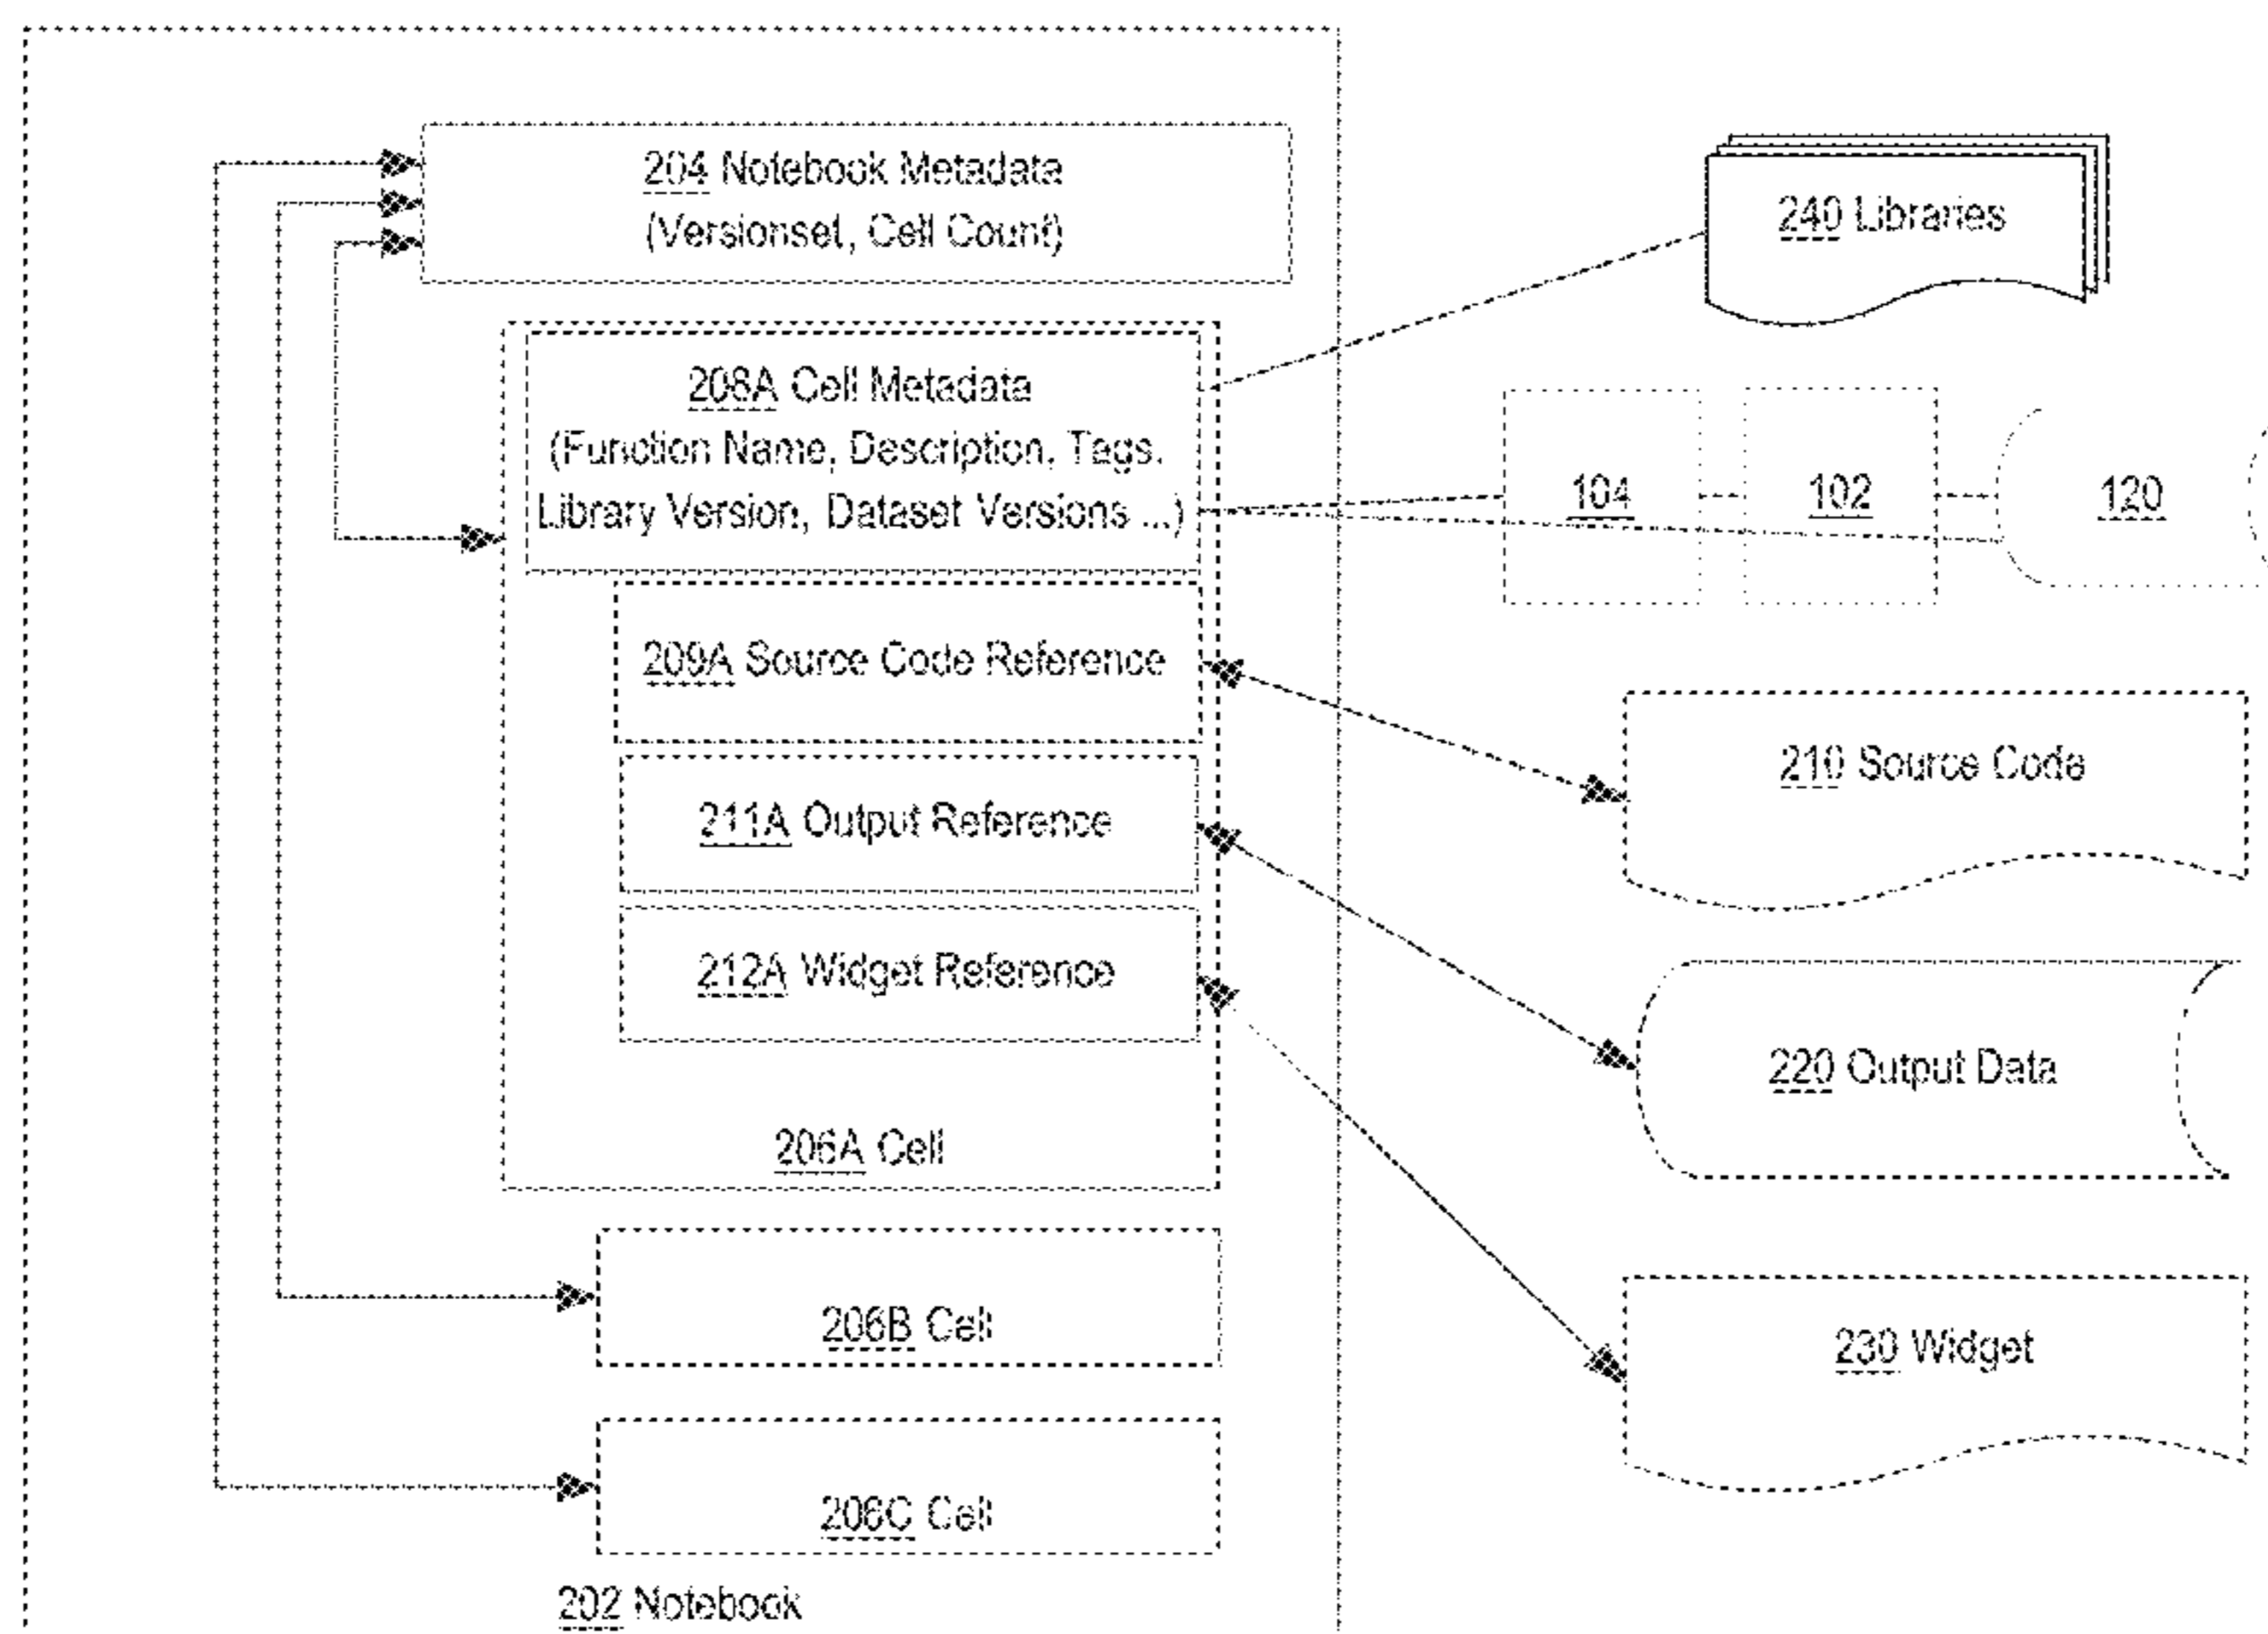 204 Notebook Metadata
(Versionset, Cell Count)
240 Libraries
208A Cell Metadata
(Function Name, Description, Tags,
Library Version, Dataset Versions ...)
104
102
120
209A Source Code Reference
210 Source Code
211A Output Reference
212A Widget Reference
220 Output Data
206A Cell
206B Cell
230 Widget
206C Cell
202 Notebook